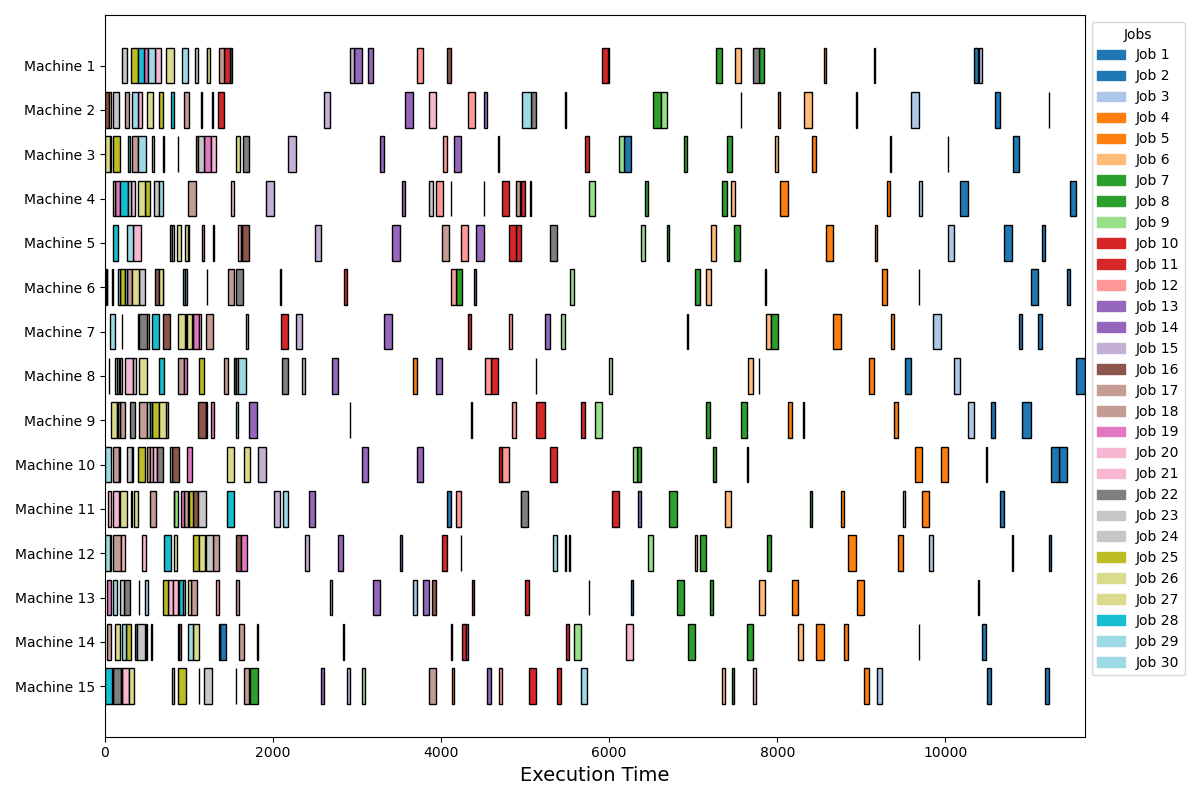 Machine 1
Machine 2
Machine 3
Machine 4
Machine 5
Machine 6
Machine 7
Machine 8
Machine 9
Machine 10
Machine 11
Machine 12
Machine 13
Machine 14
Machine 15
0 2000 4000 6000 8000 10000
Execution Time
Jobs
Job 1
Job 2
Job 3
Job 4
Job 5
Job 6
Job 7
Job 8
Job 9
Job 10
Job 11
Job 12
Job 13
Job 14
Job 15
Job 16
Job 17
Job 18
Job 19
Job 20
Job 21
Job 22
Job 23
Job 24
Job 25
Job 26
Job 27
Job 28
Job 29
Job 30